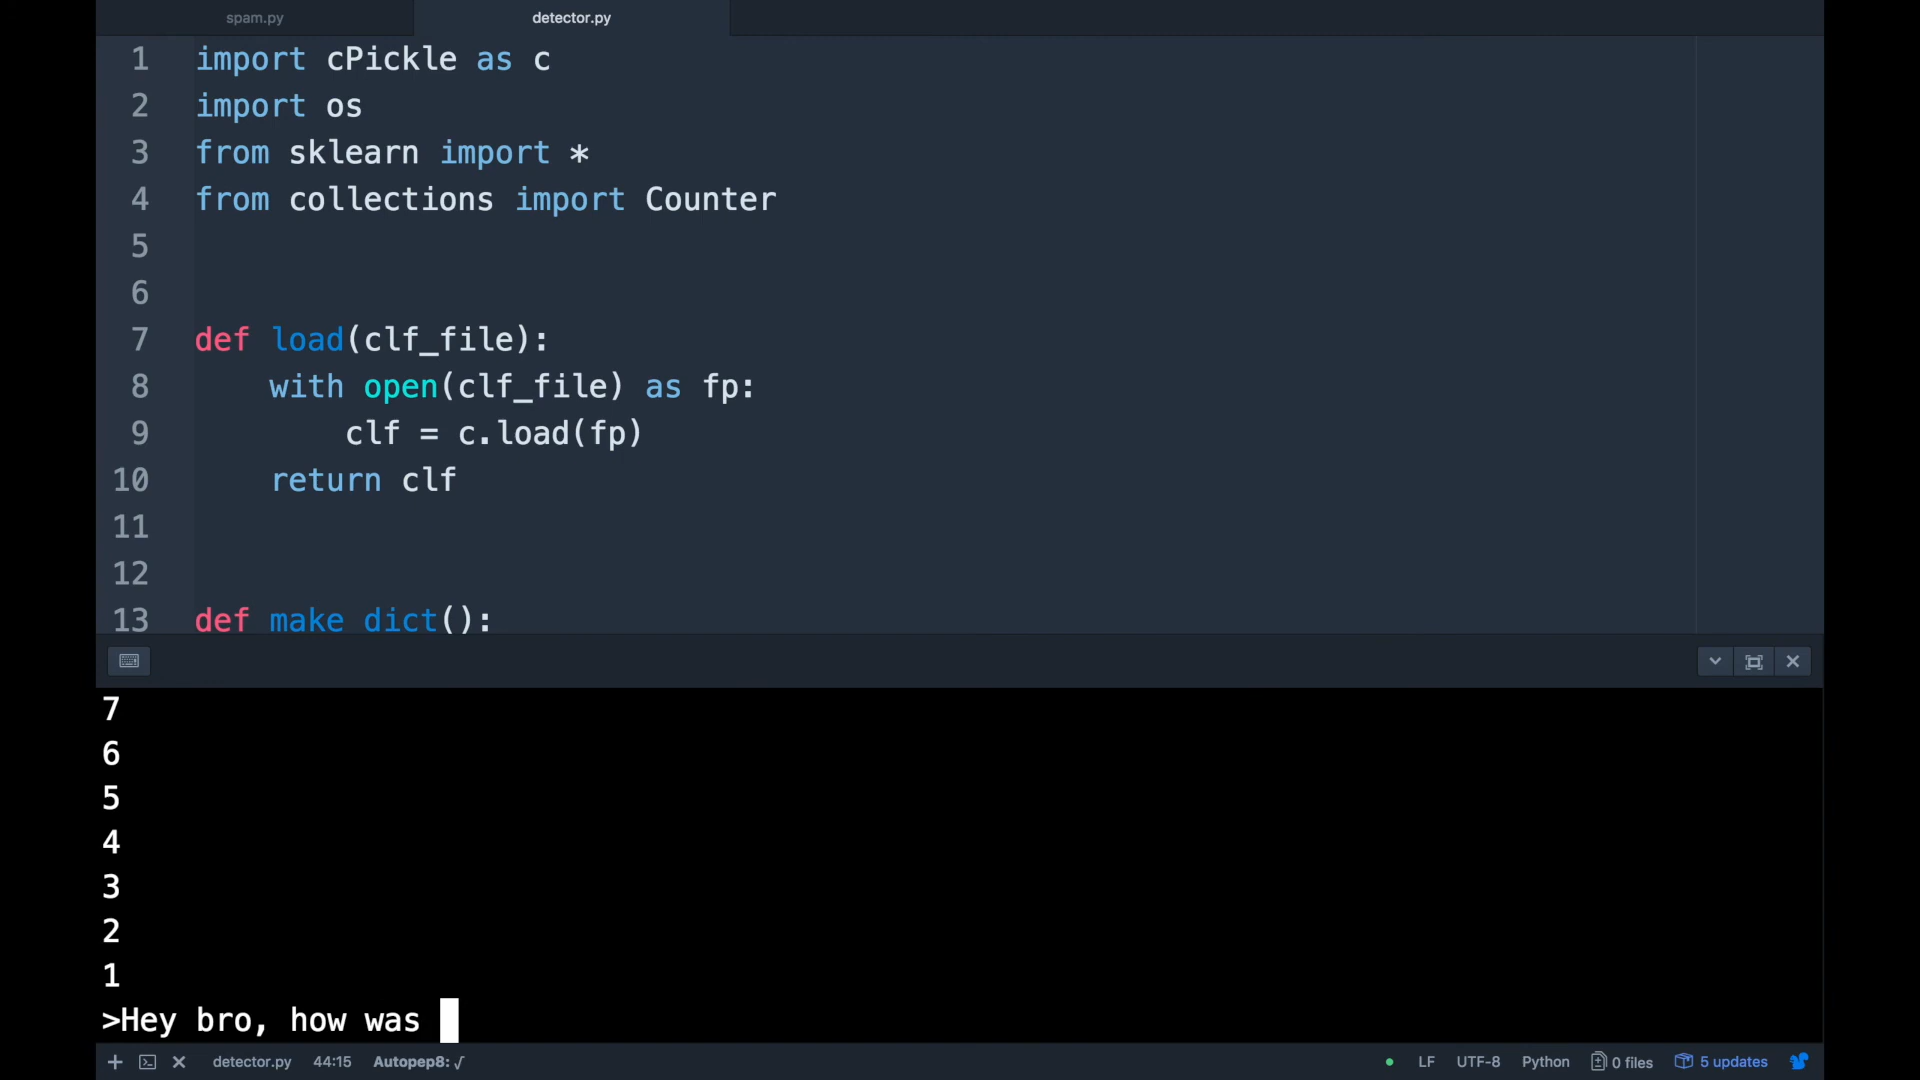 spam.py
detector.py
1 import cPickle as c
2 import os
3 from sklearn import *
4 from collections import Counter
5
6
7 def load(clf_file):
8 with open(clf_file) as fp:
9 clf = c.load(fp)
10 return clf
11
12
13 def make dict():
7
6
5
4
3
2
1
>Hey bro, how was
detector.py 44:15 Autopep8: √ LF UTF-8 Python 0 files 5 updates